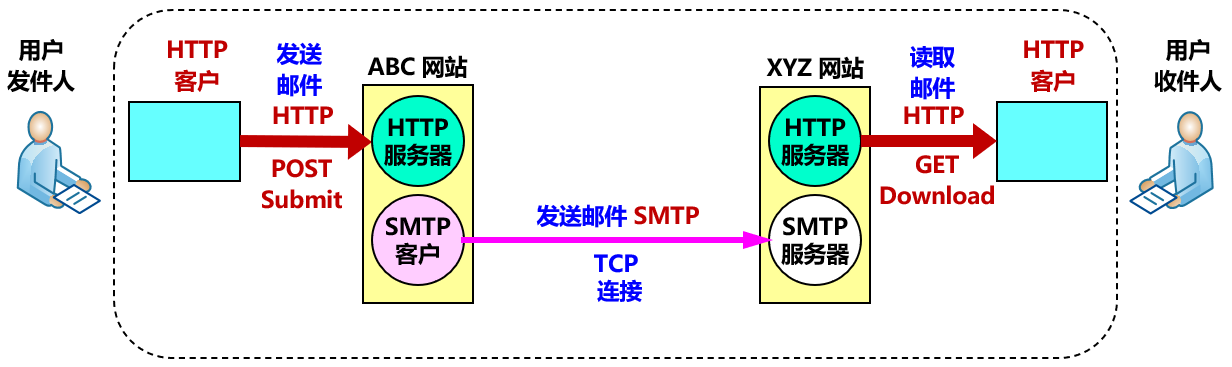 用户
发件人
HTTP
客户
发送
邮件
HTTP
POST
Submit
ABC 网站
HTTP
服务器
SMTP
客户
发送邮件 SMTP
TCP
连接
XYZ 网站
HTTP
服务器
SMTP
服务器
读取
邮件
HTTP
GET
Download
HTTP
客户
用户
收件人